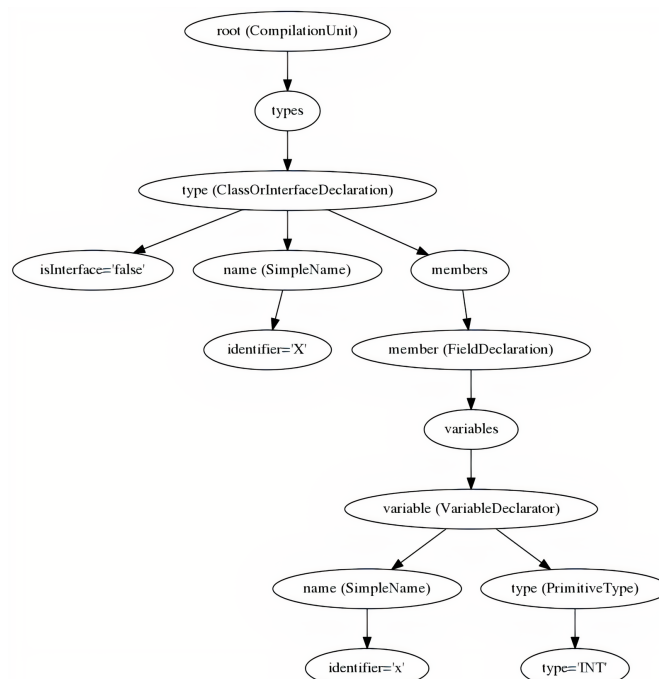 root (CompilationUnit)
types
type (ClassOrInterfaceDeclaration)
isInterface='false'
name (SimpleName)
members
identifier='X'
member (FieldDeclaration)
variables
variable (VariableDeclarator)
name (SimpleName)
type (PrimitiveType)
identifier='x'
type='INT'